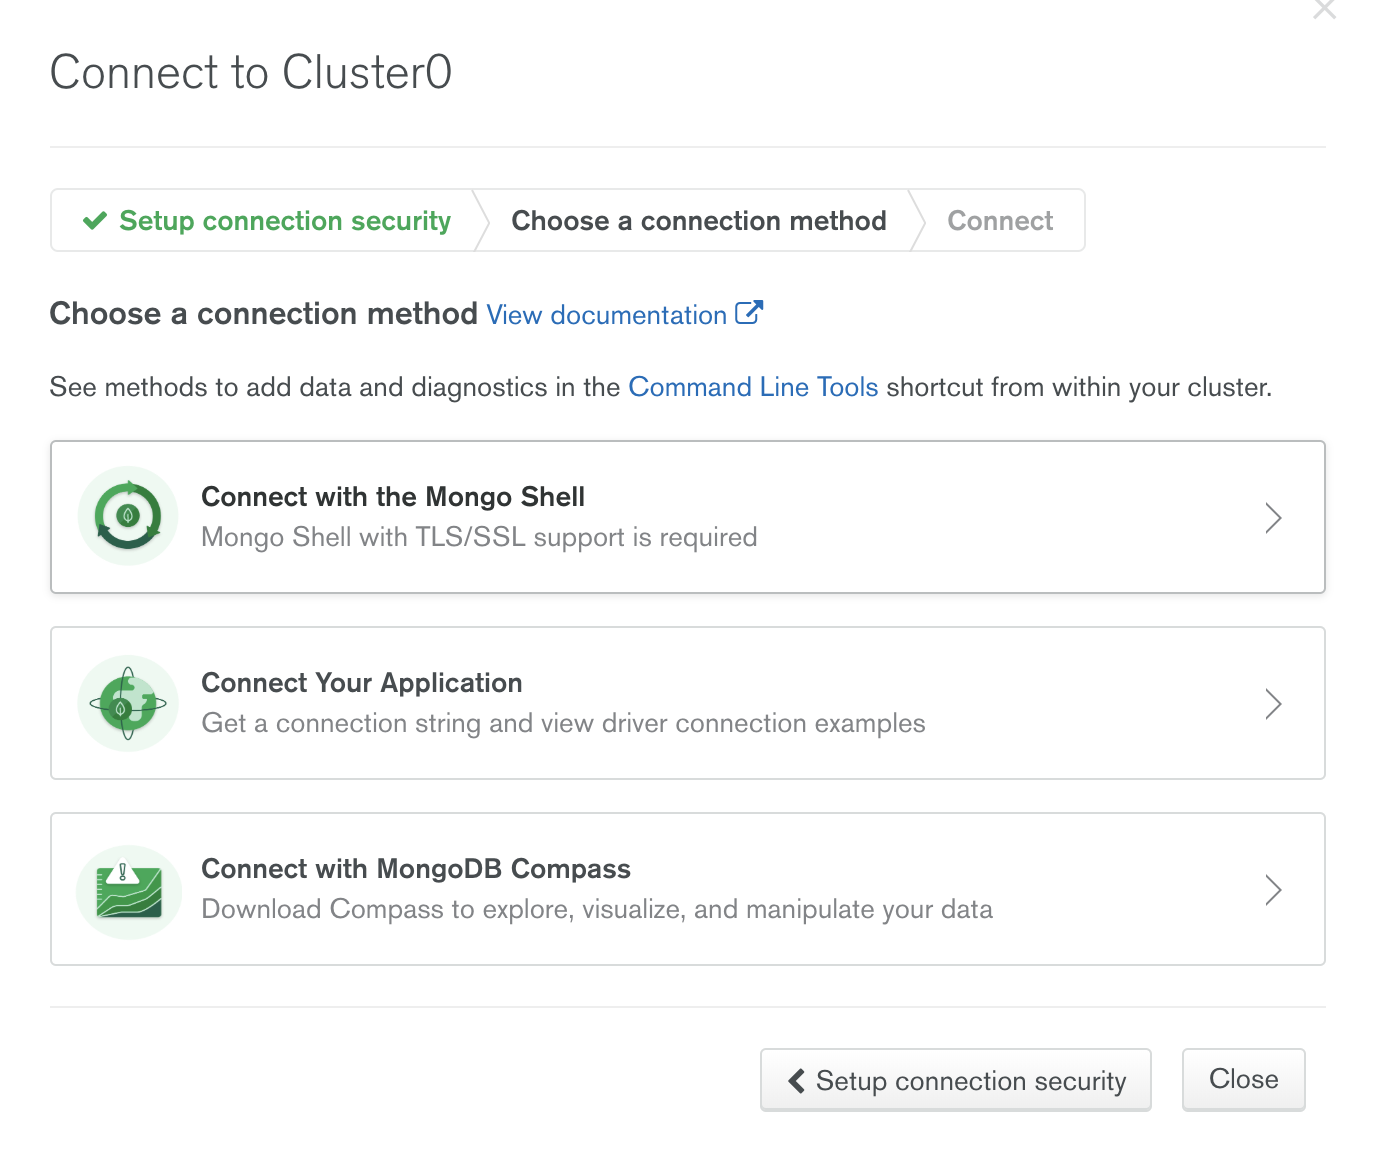 Connect to Cluster0
Setup connection security
Choose a connection method
Connect
Choose a connection method View documentation
See methods to add data and diagnostics in the Command Line Tools shortcut from within your cluster.
Connect with the Mongo Shell
Mongo Shell with TLS/SSL support is required
Connect Your Application
Get a connection string and view driver connection examples
Connect with MongoDB Compass
Download Compass to explore, visualize, and manipulate your data
Setup connection security
Close